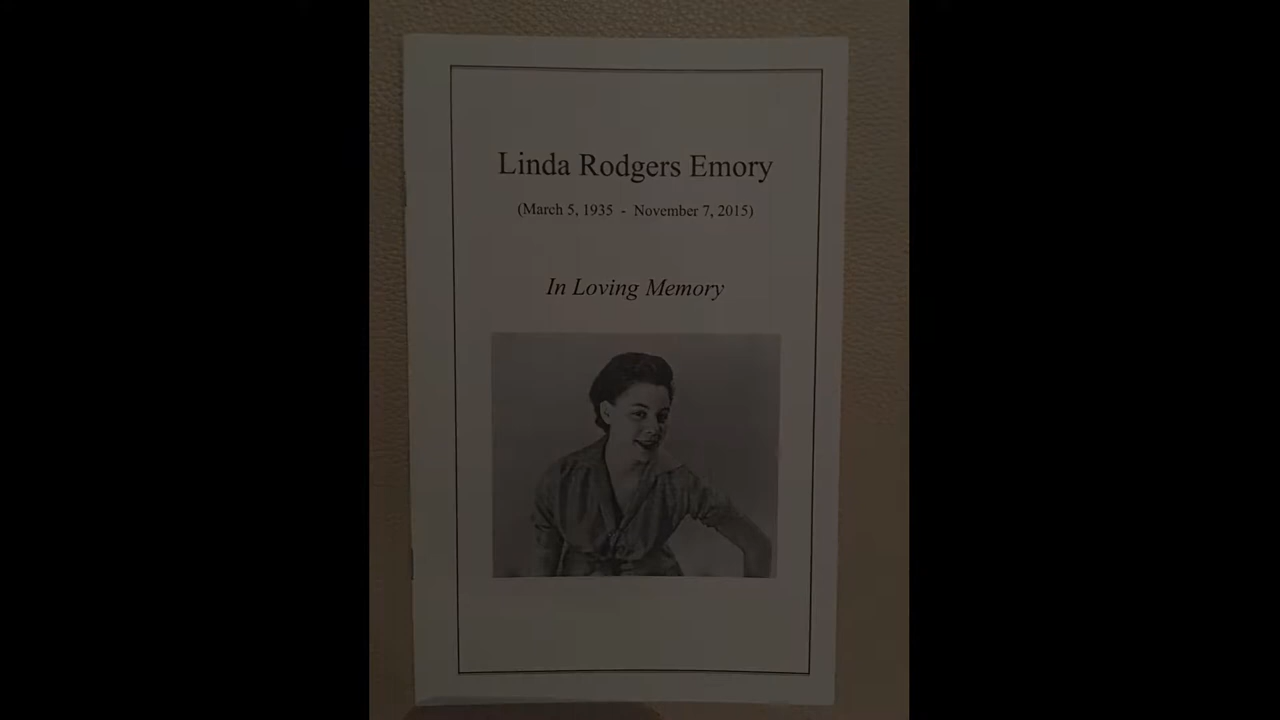 Linda Rodgers Emory
(March 5, 1935 - November 7, 2015)
In Loving Memory